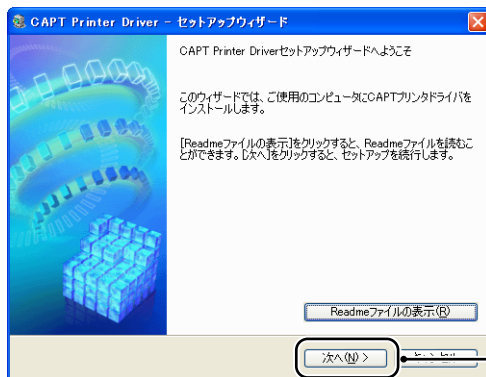 CAPT Printer Driver - セットアップウィザード
CAPT Printer Driverセットアップウィザードへようこそ
このウィザードでは、ご使用のコンピュータにCAPTプリンタドライバを
インストールします。
[Readmeファイルの表示]をクリックすると、Readmeファイルを読むこ
とができます。[次へ]をクリックすると、セットアップを続行します。
Readmeファイルの表示(R)
次へ(N) >